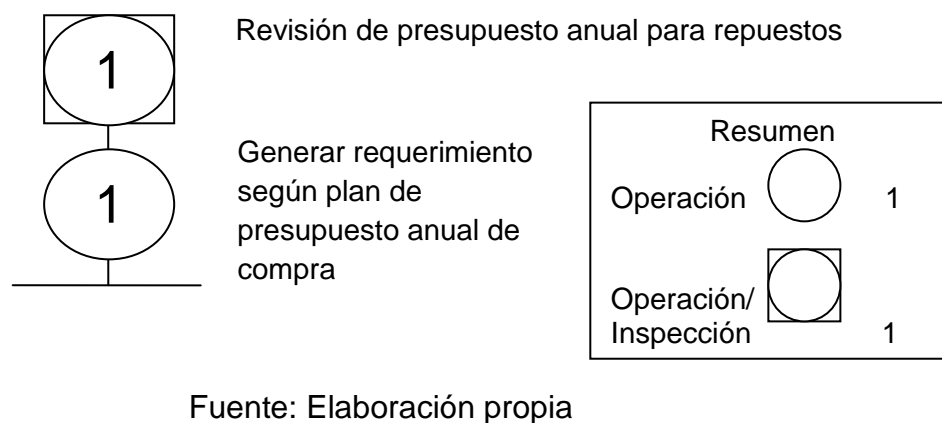 1
Revisión de presupuesto anual para repuestos
1
Generar requerimiento
según plan de
presupuesto anual de
compra
Resumen
Operación 1
Operación/
Inspección 1
Fuente: Elaboración propia